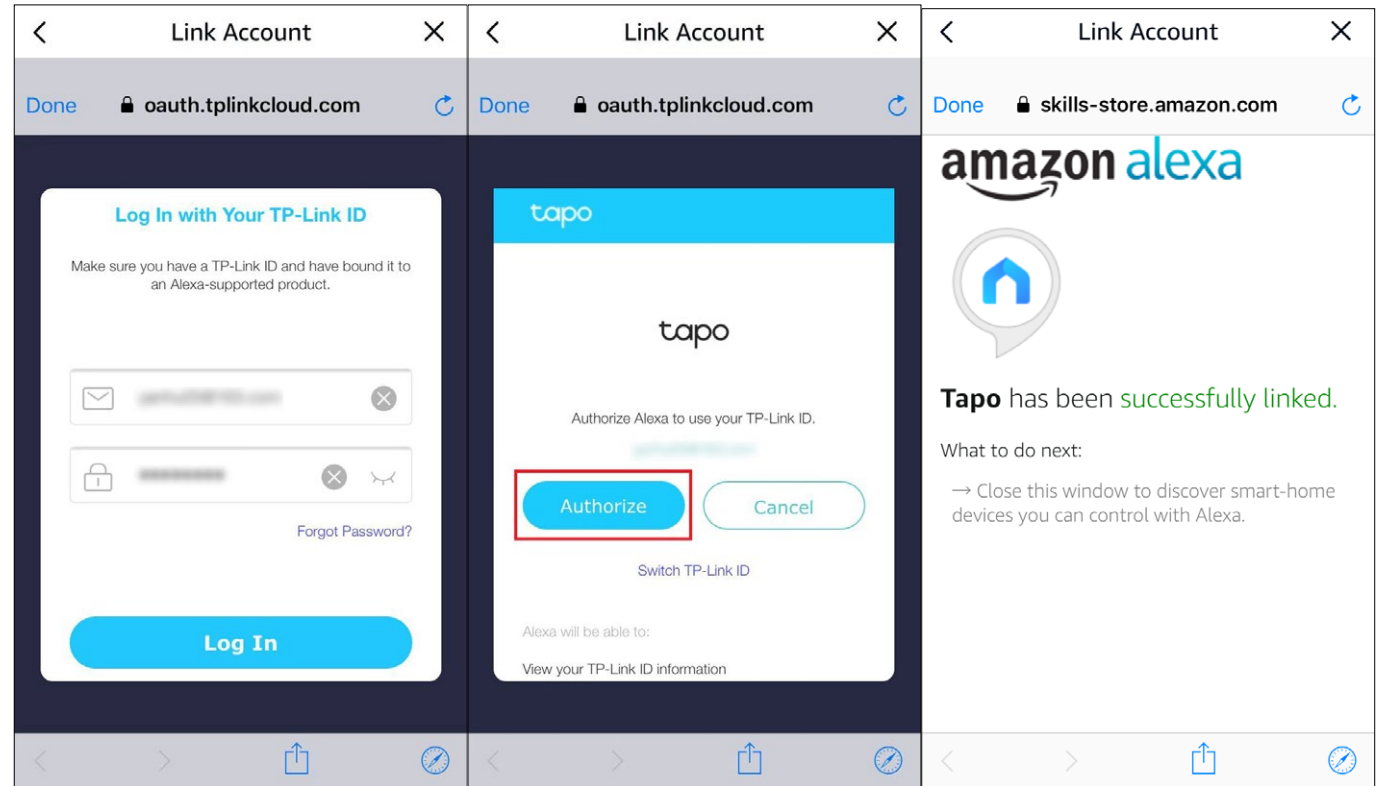 Link Account
Done
oauth.tplinkcloud.com
Log In with Your TP-Link ID
Make sure you have a TP-Link ID and have bound it to
an Alexa-supported product.
Forgot Password?
Log In
Link Account
Done
oauth.tplinkcloud.com
tapo
tapo
Authorize Alexa to use your TP-Link ID.
Authorize
Cancel
Switch TP-Link ID
Alexa will be able to:
View your TP-Link ID information
Link Account
Done
skills-store.amazon.com
amazon alexa
Tapo has been successfully linked.
What to do next:
→ Close this window to discover smart-home
devices you can control with Alexa.